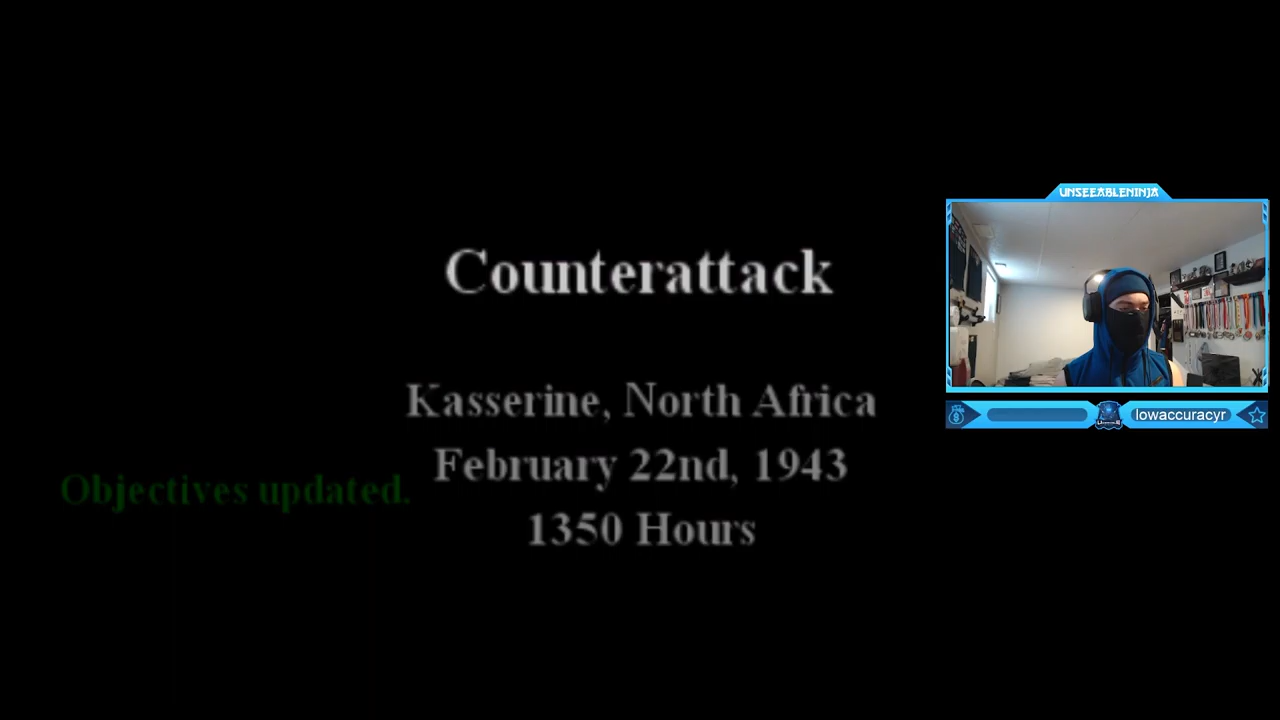 UNSEEABLENINJA
Counterattack
Kasserine, North Africa
February 22nd, 1943
Objectives updated.
1350 Hours
lowaccuracyr